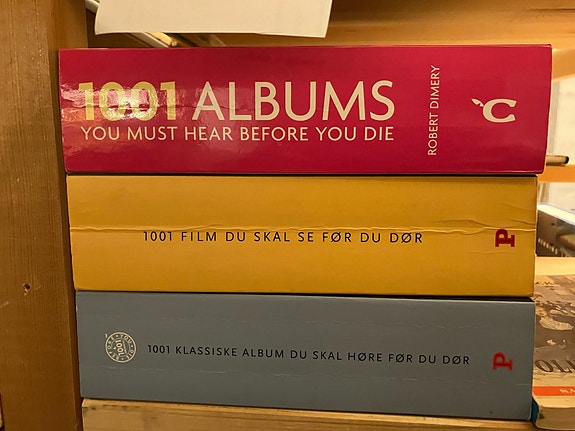 1001 ALBUMS
YOU MUST HEAR BEFORE YOU DIE
ROBERT DIMERY
C
1001 FILM DU SKAL SE FØR DU DØR
P
1001
1001 KLASSISKE ALBUM DU SKAL HØRE FØR DU DØR
P